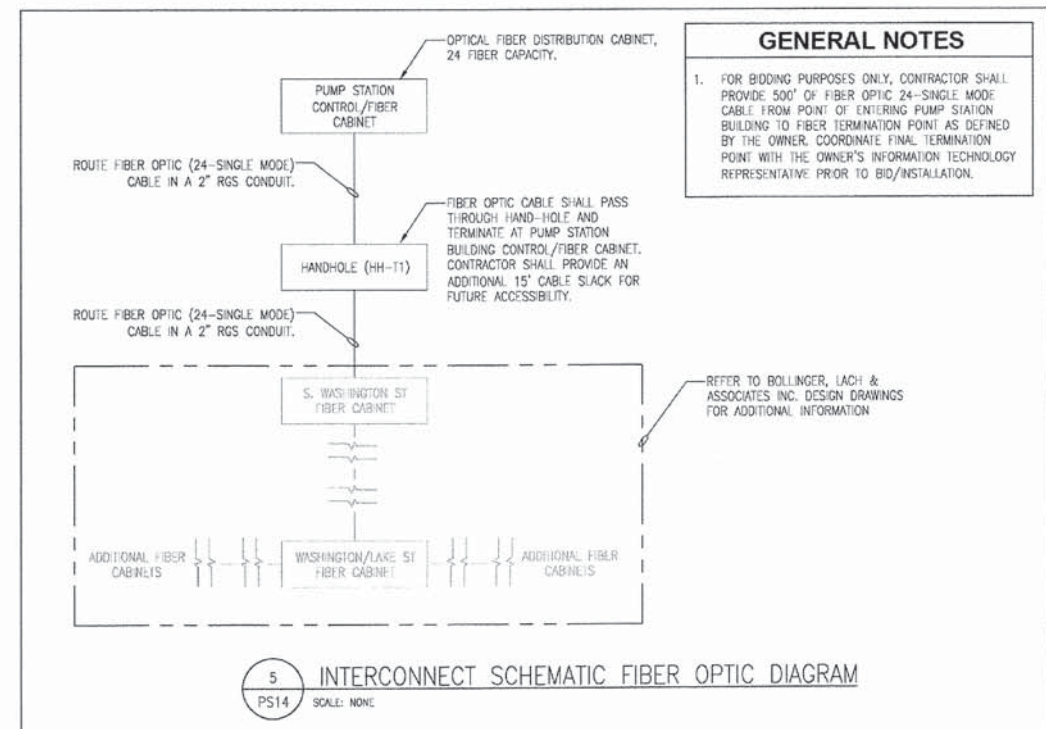 OPTICAL FIBER DISTRIBUTION CABINET,
24 FIBER CAPACITY.
PUMP STATION
CONTROL/FIBER
CABINET
ROUTE FIBER OPTIC (24-SINGLE MODE)
CABLE IN A 2" RGS CONDUIT.
FIBER OPTIC CABLE SHALL PASS
THROUGH HAND-HOLE AND
TERMINATE AT PUMP STATION
BUILDING CONTROL/FIBER CABINET.
CONTRACTOR SHALL PROVIDE AN
ADDITIONAL 15' CABLE SLACK FOR
FUTURE ACCESSIBILITY.
HANDHOLE (HH-T1)
ROUTE FIBER OPTIC (24-SINGLE MODE)
CABLE IN A 2" RGS CONDUIT.
S. WASHINGTON ST
FIBER CABINET
REFER TO BOLLINGER, LACH &
ASSOCIATES INC. DESIGN DRAWINGS
FOR ADDITIONAL INFORMATION
ADDITIONAL FIBER
CABINETS
WASHINGTON/LAKE ST
FIBER CABINET
ADDITIONAL FIBER
CABINETS
GENERAL NOTES
1. FOR BIDDING PURPOSES ONLY, CONTRACTOR SHALL
PROVIDE 500' OF FIBER OPTIC 24-SINGLE MODE
CABLE FROM POINT OF ENTERING PUMP STATION
BUILDING TO FIBER TERMINATION POINT AS DEFINED
BY THE OWNER. COORDINATE FINAL TERMINATION
POINT WITH THE OWNER'S INFORMATION TECHNOLOGY
REPRESENTATIVE PRIOR TO BID/INSTALLATION.
5
PS14
INTERCONNECT SCHEMATIC FIBER OPTIC DIAGRAM
SCALE: NONE